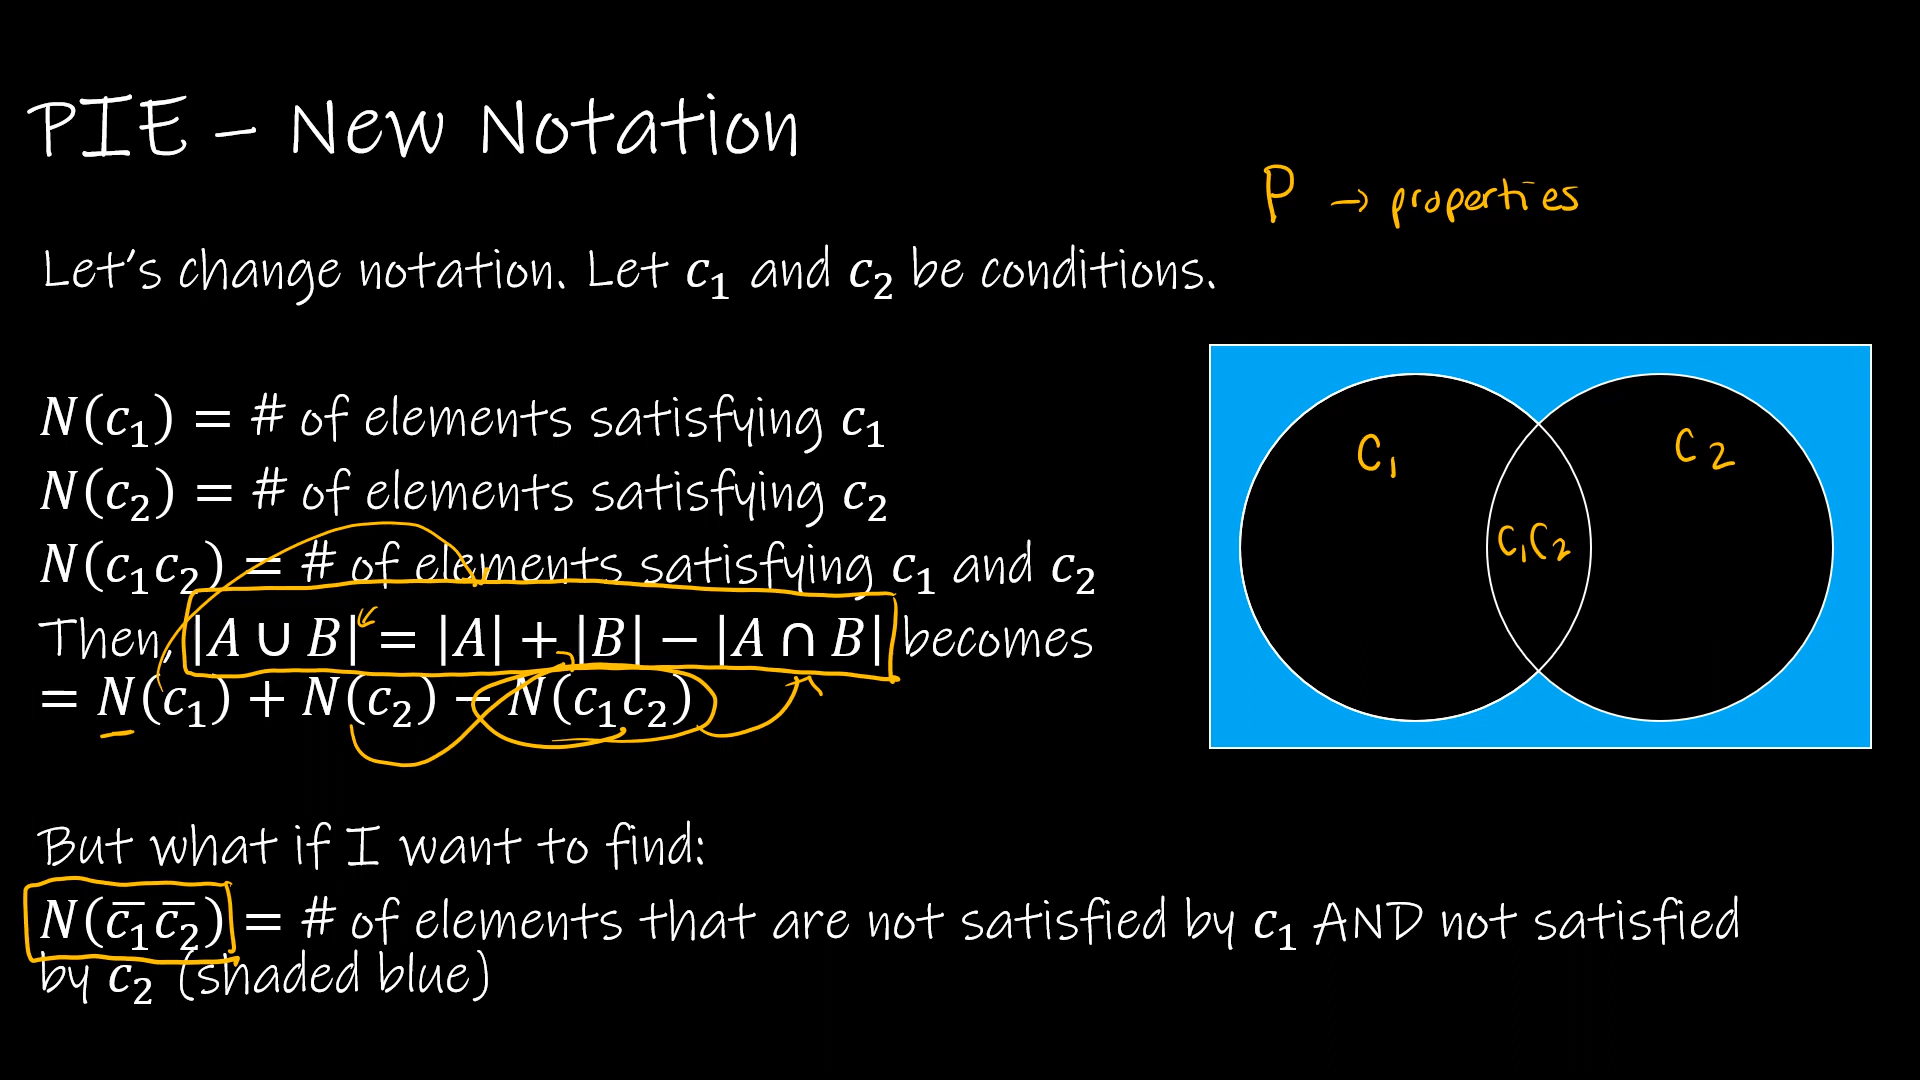 PIE – New Notation
P → properties
Let's change notation. Let c₁ and c₂ be conditions.
N(c₁) = # of elements satisfying c₁
N(c₂) = # of elements satisfying c₂
N(c₁c₂) = # of elements satisfying c₁ and c₂
Then, |A ∪ B| = |A| + |B| − |A ∩ B| becomes
= N(c₁) + N(c₂) − N(c₁c₂)
C₁
C₂
C₁C₂
But what if I want to find:
N(c̅₁c̅₂) = # of elements that are not satisfied by c₁ AND not satisfied
by c₂ (shaded blue)